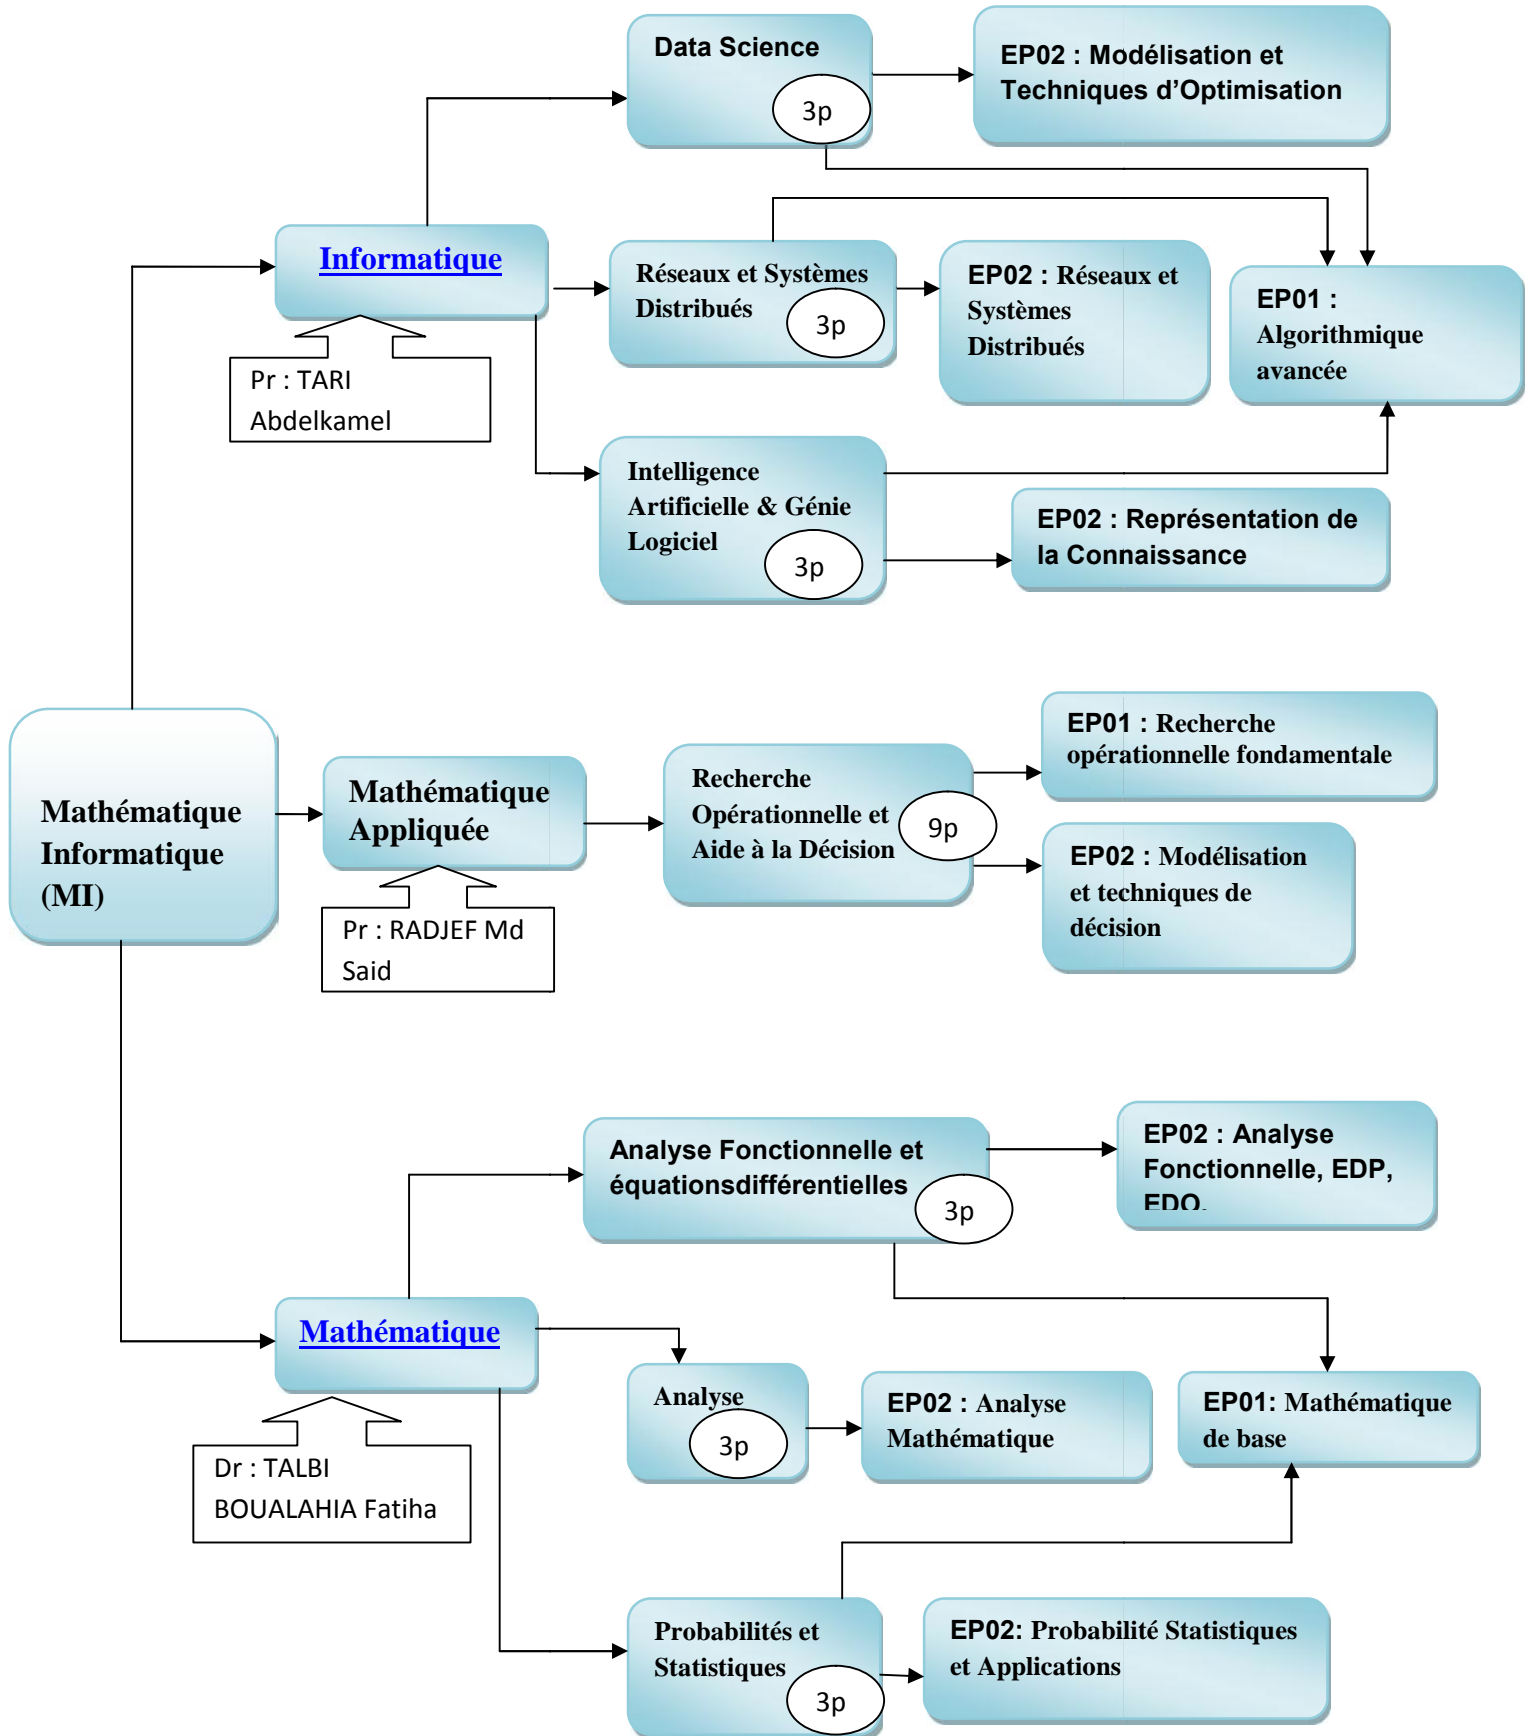 Data Science
3p
EP02 : Modélisation et
Techniques d'Optimisation
Informatique
Pr : TARI
Abdelkamel
Réseaux et Systèmes
Distribués
3p
EP02 : Réseaux et
Systèmes
Distribués
EP01 :
Algorithmique
avancée
Intelligence
Artificielle & Génie
Logiciel
3p
EP02 : Représentation de
la Connaissance
Mathématique
Informatique
(MI)
Mathématique
Appliquée
Pr : RADJEF Md
Said
Recherche
Opérationnelle et
Aide à la Décision
9p
EP01 : Recherche
opérationnelle fondamentale
EP02 : Modélisation
et techniques de
décision
Analyse Fonctionnelle et
équationsdifférentielles
3p
EP02 : Analyse
Fonctionnelle, EDP,
EDO.
Mathématique
Dr : TALBI
BOUALAHIA Fatiha
Analyse
3p
EP02 : Analyse
Mathématique
EP01: Mathématique
de base
Probabilités et
Statistiques
3p
EP02: Probabilité Statistiques
et Applications